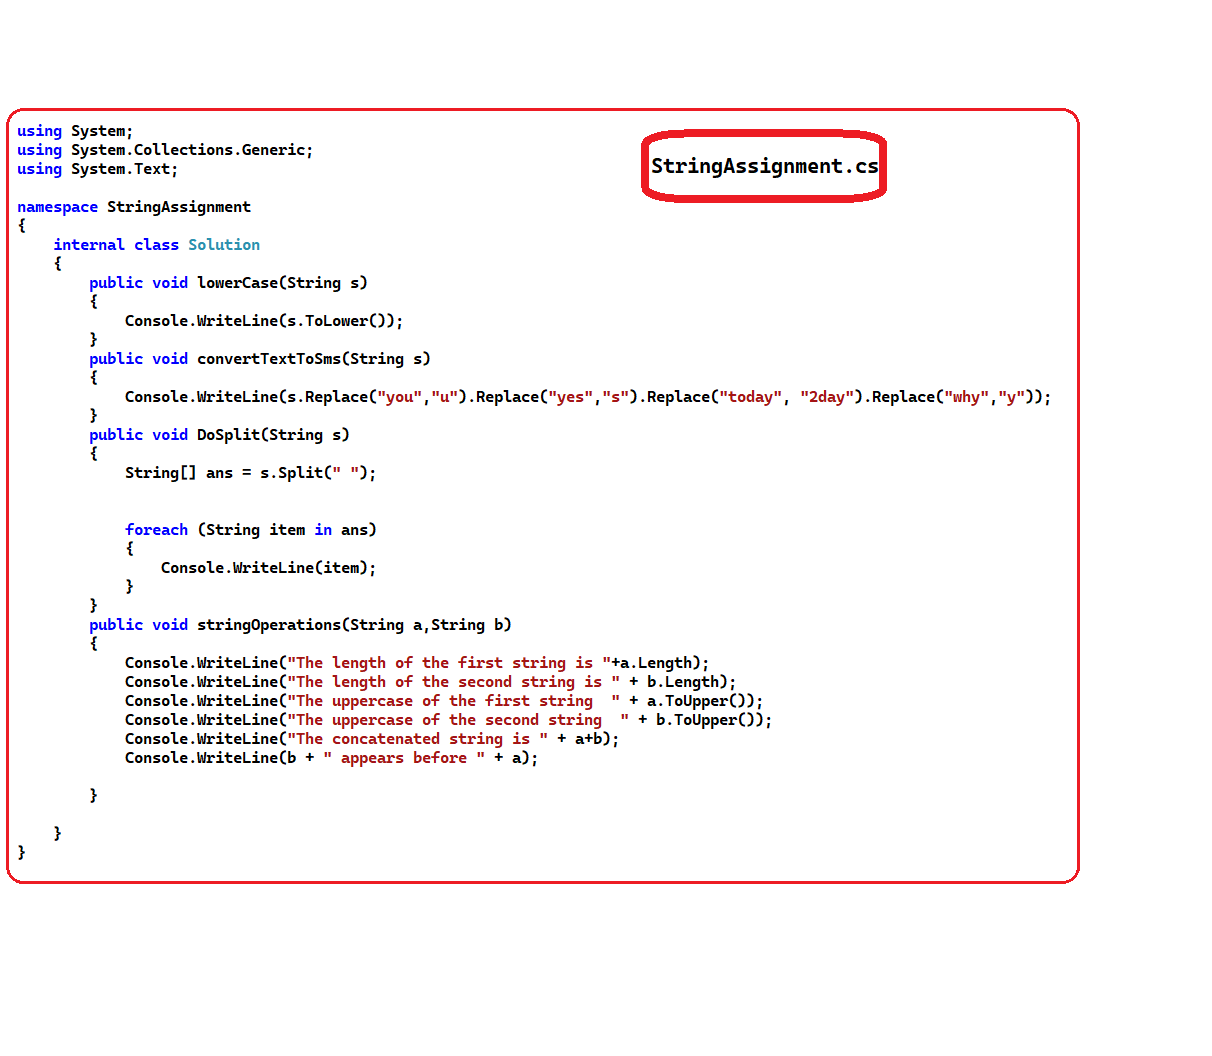 using System;
using System.Collections.Generic;
using System.Text;
StringAssignment.cs
namespace StringAssignment
{
    internal class Solution
    {
        public void lowerCase(String s)
        {
            Console.WriteLine(s.ToLower());
        }
        public void convertTextToSms(String s)
        {
            Console.WriteLine(s.Replace("you","u").Replace("yes","s").Replace("today", "2day").Replace("why","y"));
        }
        public void DoSplit(String s)
        {
            String[] ans = s.Split(" ");
            foreach (String item in ans)
            {
                Console.WriteLine(item);
            }
        }
        public void stringOperations(String a,String b)
        {
            Console.WriteLine("The length of the first string is "+a.Length);
            Console.WriteLine("The length of the second string is " + b.Length);
            Console.WriteLine("The uppercase of the first string  " + a.ToUpper());
            Console.WriteLine("The uppercase of the second string  " + b.ToUpper());
            Console.WriteLine("The concatenated string is " + a+b);
            Console.WriteLine(b + " appears before " + a);
        }
    }
}